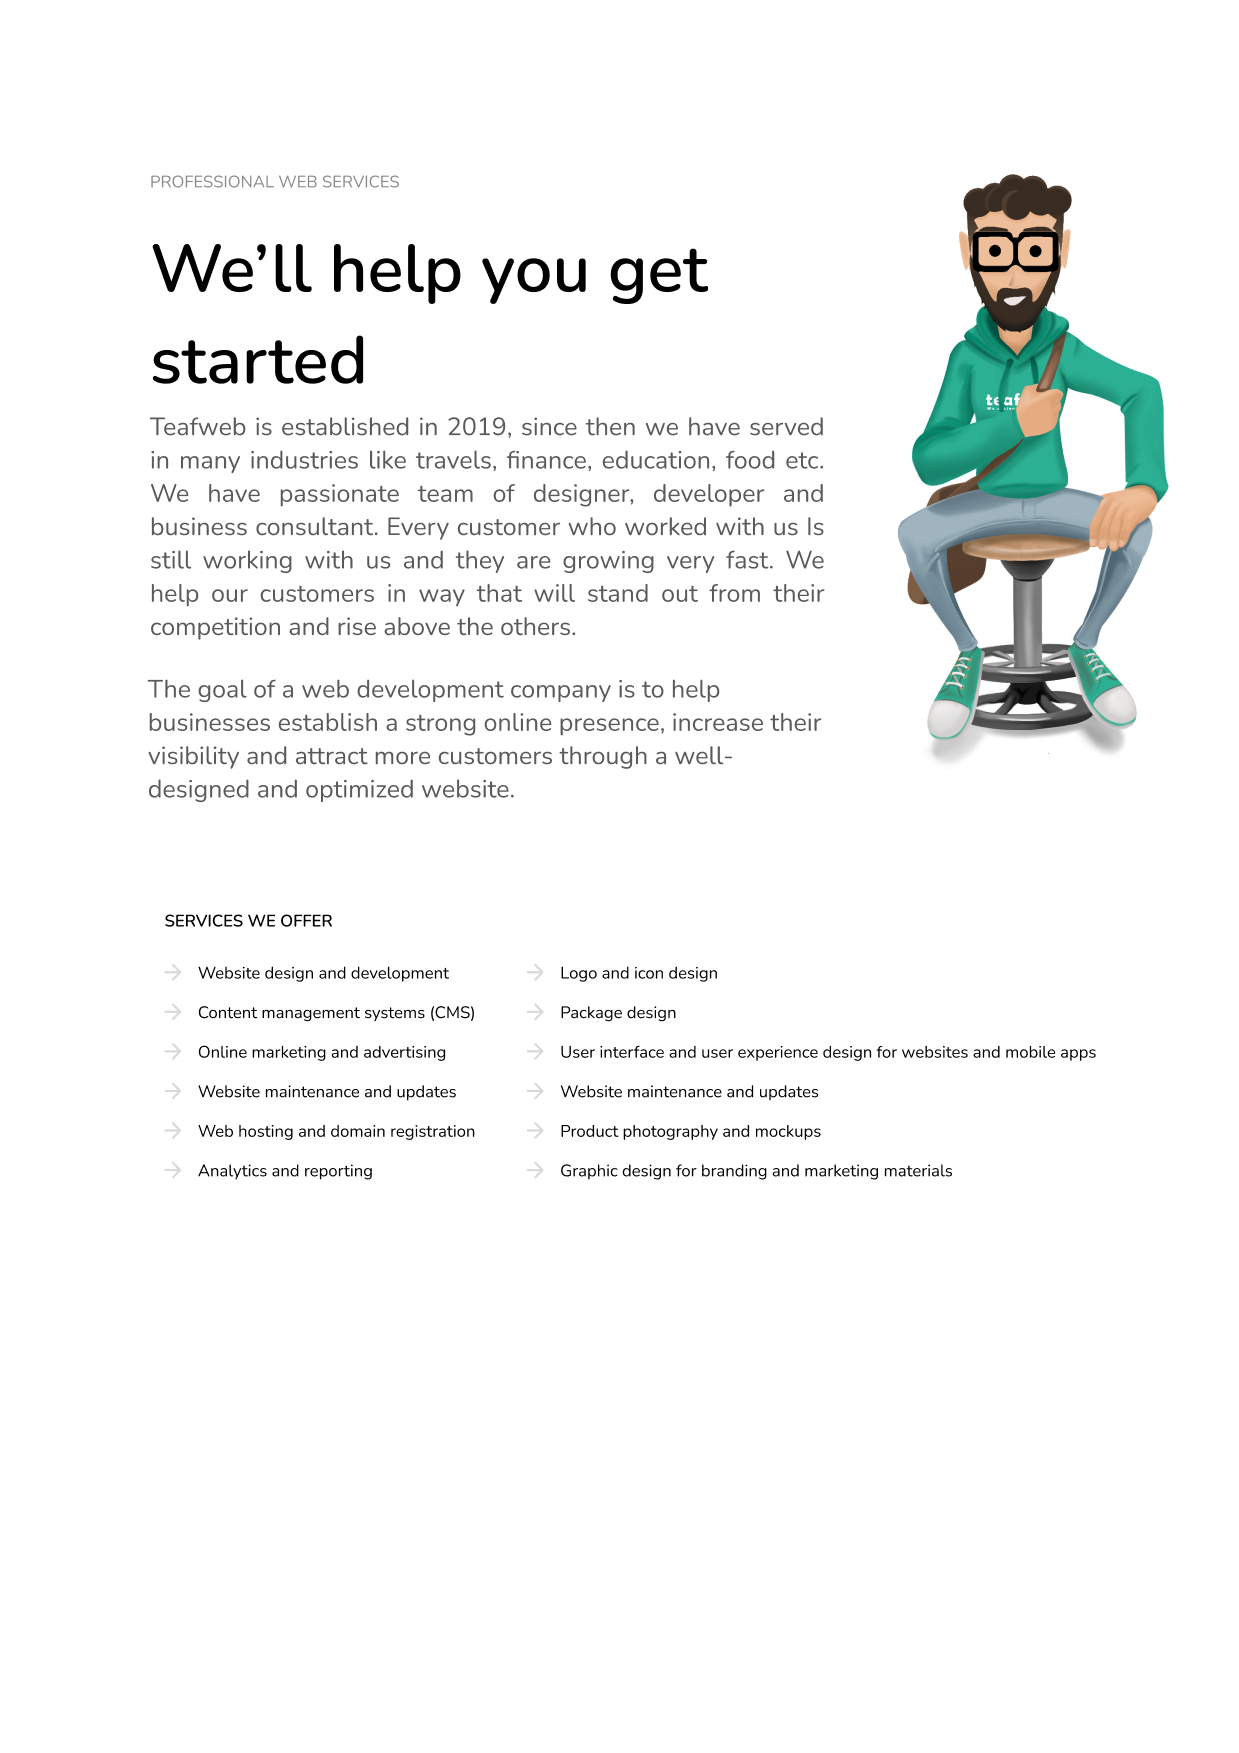 PROFESSIONAL WEB SERVICES
We’ll help you get
started
Teafweb is established in 2019, since then we have served
in many industries like travels, finance, education, food etc.
We have passionate team of designer, developer and
business consultant. Every customer who worked with us Is
still working with us and they are growing very fast. We
help our customers in way that will stand out from their
competition and rise above the others.
The goal of a web development company is to help
businesses establish a strong online presence, increase their
visibility and attract more customers through a well-
designed and optimized website.
SERVICES WE OFFER
Website design and development
Content management systems (CMS)
Online marketing and advertising
Website maintenance and updates
Web hosting and domain registration
Analytics and reporting
Logo and icon design
Package design
User interface and user experience design for websites and mobile apps
Website maintenance and updates
Product photography and mockups
Graphic design for branding and marketing materials